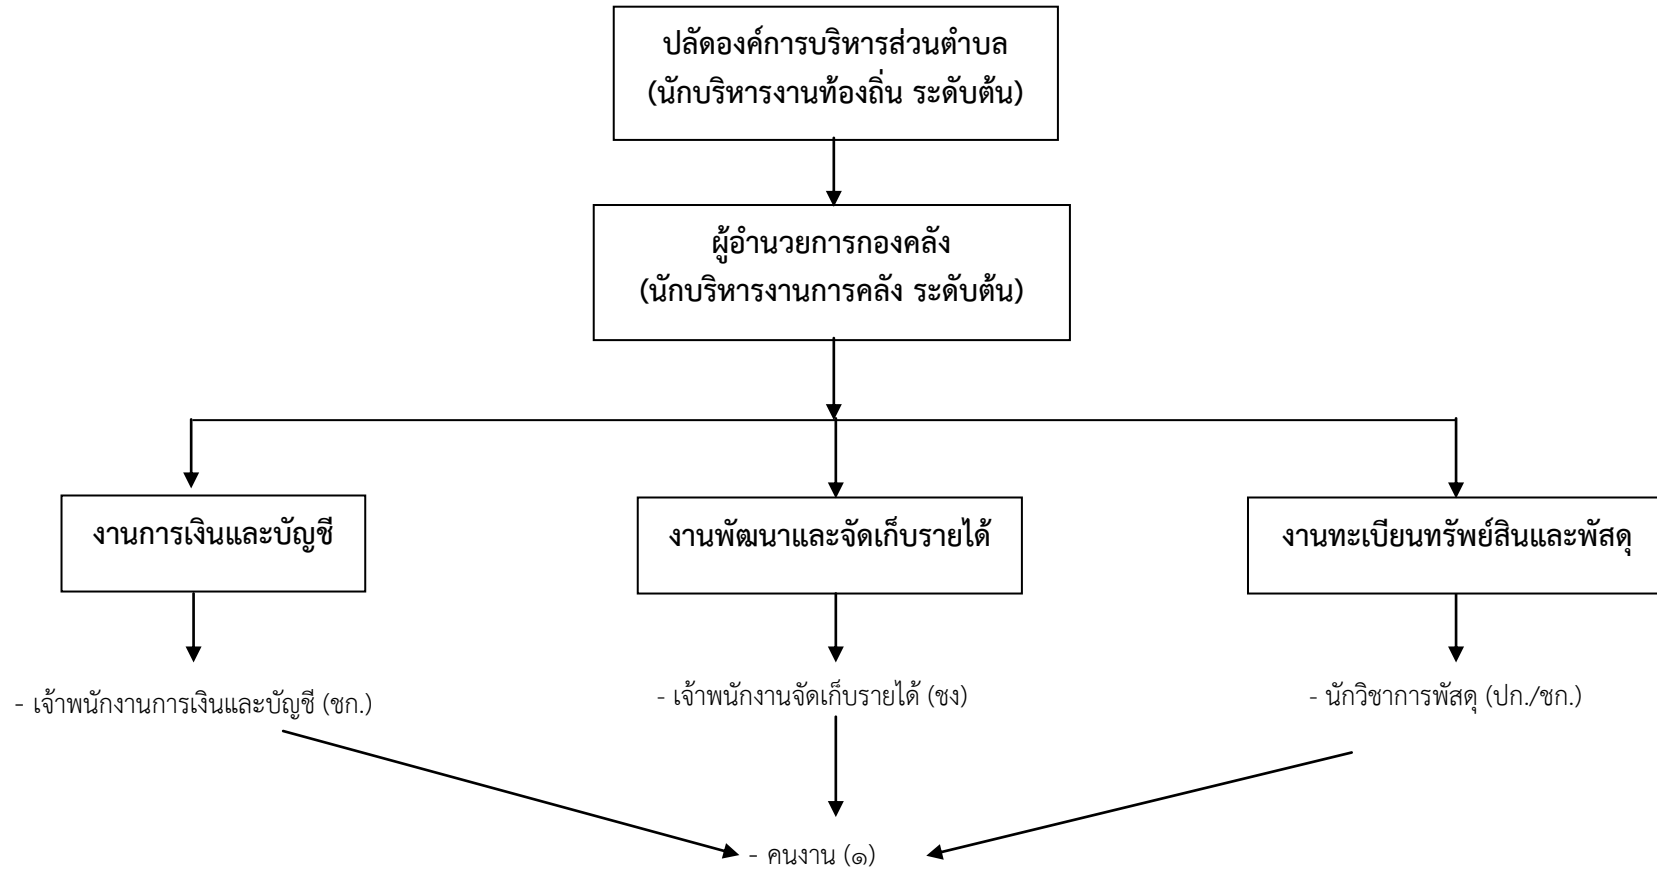 ปลัดองค์การบริหารส่วนตำบล
(นักบริหารงานท้องถิ่น ระดับต้น)
ผู้อำนวยการกองคลัง
(นักบริหารงานการคลัง ระดับต้น)
งานการเงินและบัญชี
งานพัฒนาและจัดเก็บรายได้
งานทะเบียนทรัพย์สินและพัสดุ
- เจ้าพนักงานการเงินและบัญชี (ชก.)
- เจ้าพนักงานจัดเก็บรายได้ (ชง)
- นักวิชาการพัสดุ (ปก./ชก.)
- คนงาน (๑)